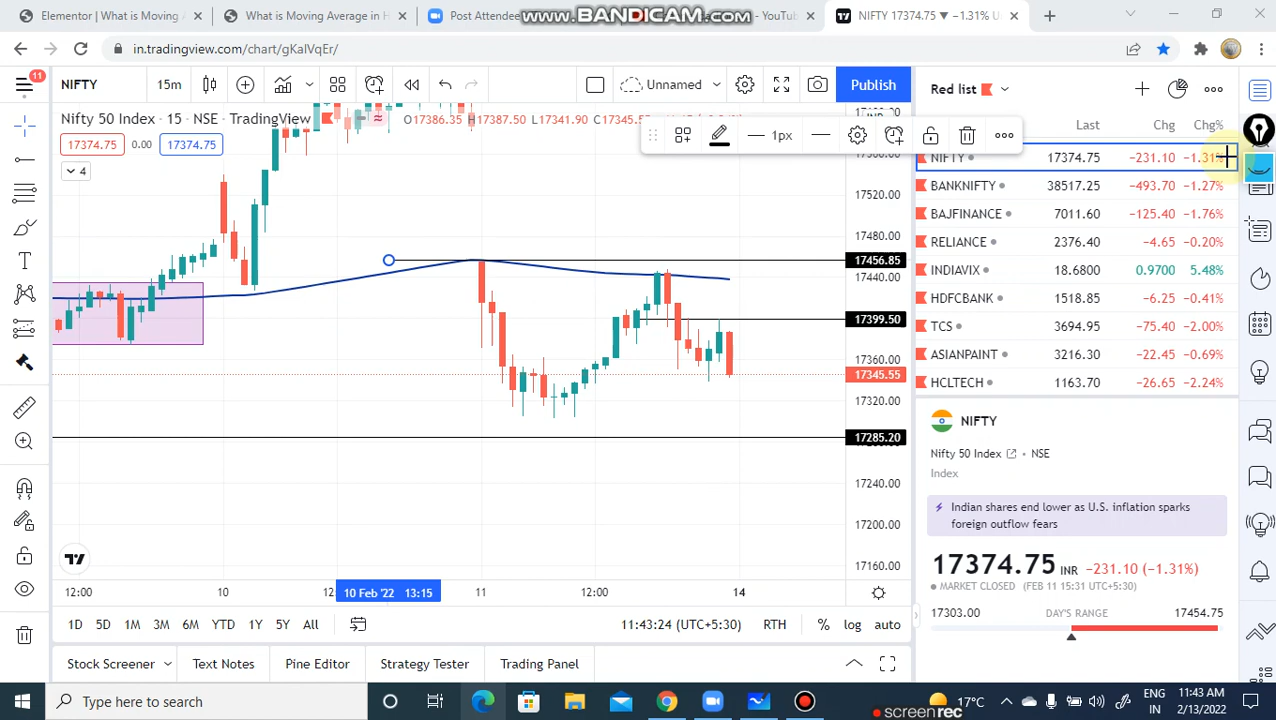 Elementor | What is Moving A
What is Moving Average in H
Post Attendee
YouTu
NIFTY 17374.75 ▼ −1.31% U
www.BANDICAM.com
in.tradingview.com/chart/gKaIVqEr/
11
NIFTY
15m
Unnamed
Publish
Red list
Nifty 50 Index · 15 · NSE · TradingView
O17386.35 H17387.50 L17341.90 C17345.55
INR
17374.75
0.00
17374.75
1px
4
Last
Chg
Chg%
NIFTY 17374.75 −231.10 −1.31%
BANKNIFTY 38517.25 −493.70 −1.27%
BAJFINANCE 7011.60 −125.40 −1.76%
RELIANCE 2376.40 −4.65 −0.20%
INDIAVIX 18.6800 0.9700 5.48%
HDFCBANK 1518.85 −6.25 −0.41%
TCS 3694.95 −75.40 −2.00%
ASIANPAINT 3216.30 −22.45 −0.69%
HCLTECH 1163.70 −26.65 −2.24%
17520.00
17480.00
17456.85
17440.00
17399.50
17360.00
17345.55
17320.00
17285.20
17240.00
17200.00
17160.00
NIFTY
Nifty 50 Index • NSE
Index
Indian shares end lower as U.S. inflation sparks
foreign outflow fears
17374.75 INR −231.10 (−1.31%)
MARKET CLOSED (FEB 11 15:31 UTC+5:30)
17303.00 DAY'S RANGE 17454.75
12:00
10
12:
10 Feb '22 13:15
11
12:00
14
1D 5D 1M 3M 6M YTD 1Y 5Y All
11:43:24 (UTC+5:30)
RTH
%
log
auto
Stock Screener
Text Notes
Pine Editor
Strategy Tester
Trading Panel
Type here to search
17°C
ENG
IN
11:43 AM
2/13/2022
screen rec